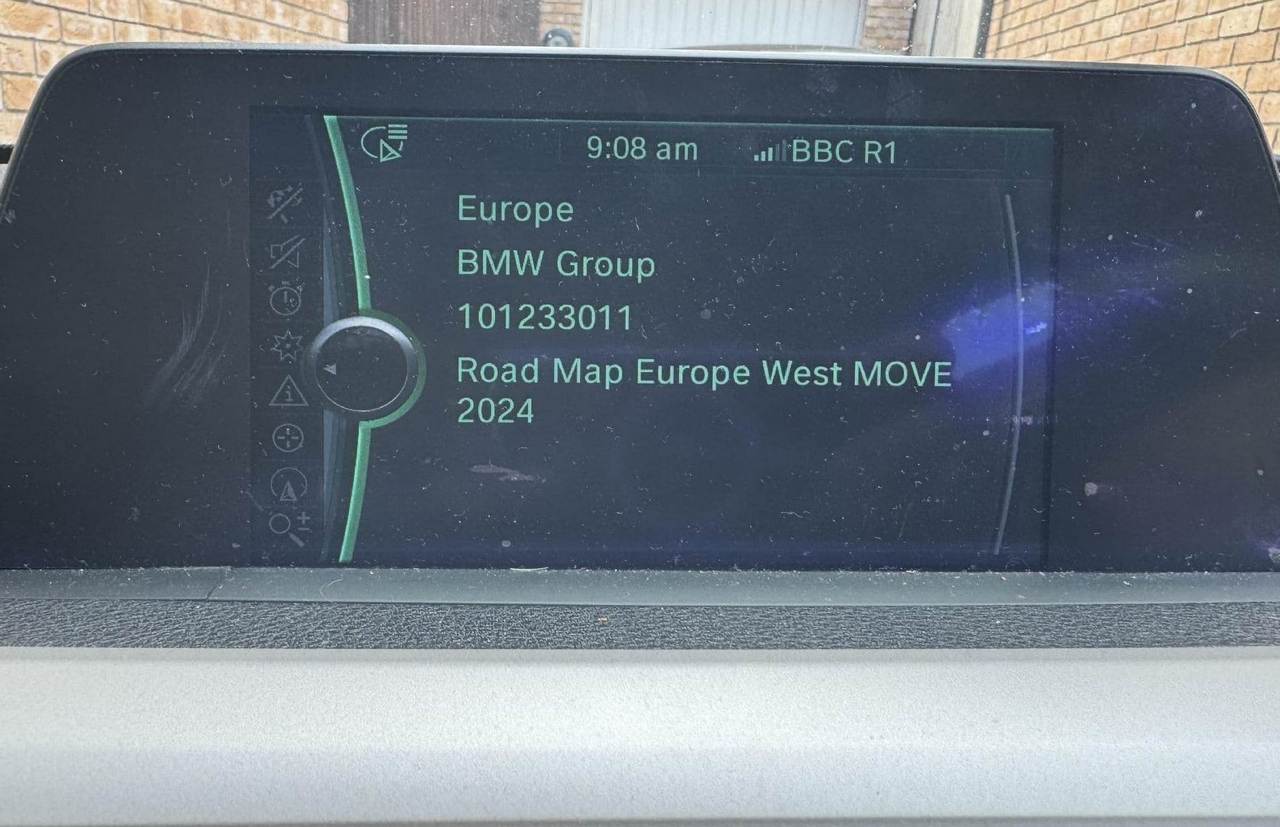 9:08 am BBC R1
Europe
BMW Group
101233011
Road Map Europe West MOVE
2024